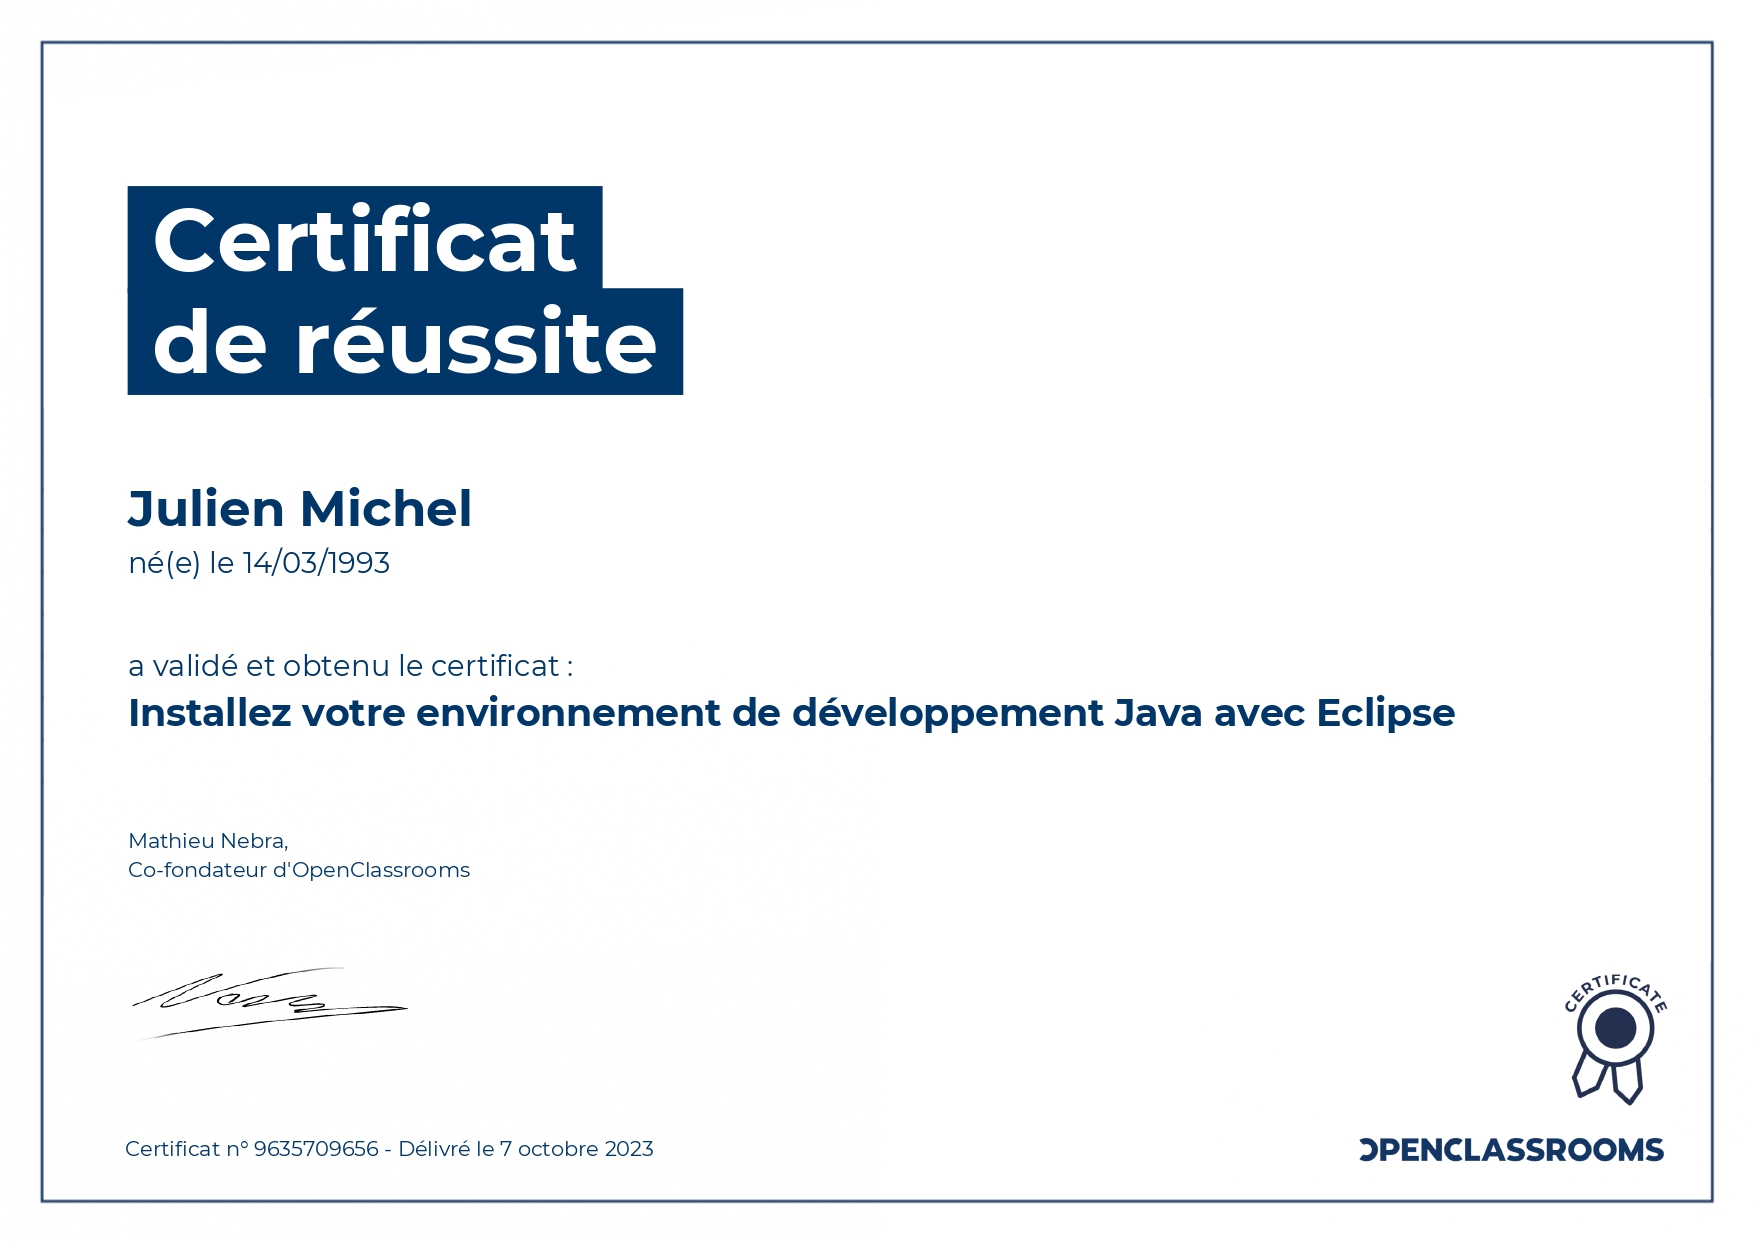 Certificat
de réussite
Julien Michel
né(e) le 14/03/1993
a validé et obtenu le certificat :
Installez votre environnement de développement Java avec Eclipse
Mathieu Nebra,
Co-fondateur d'OpenClassrooms
CERTIFICATE
Certificat n° 9635709656 - Délivré le 7 octobre 2023
OPENCLASSROOMS